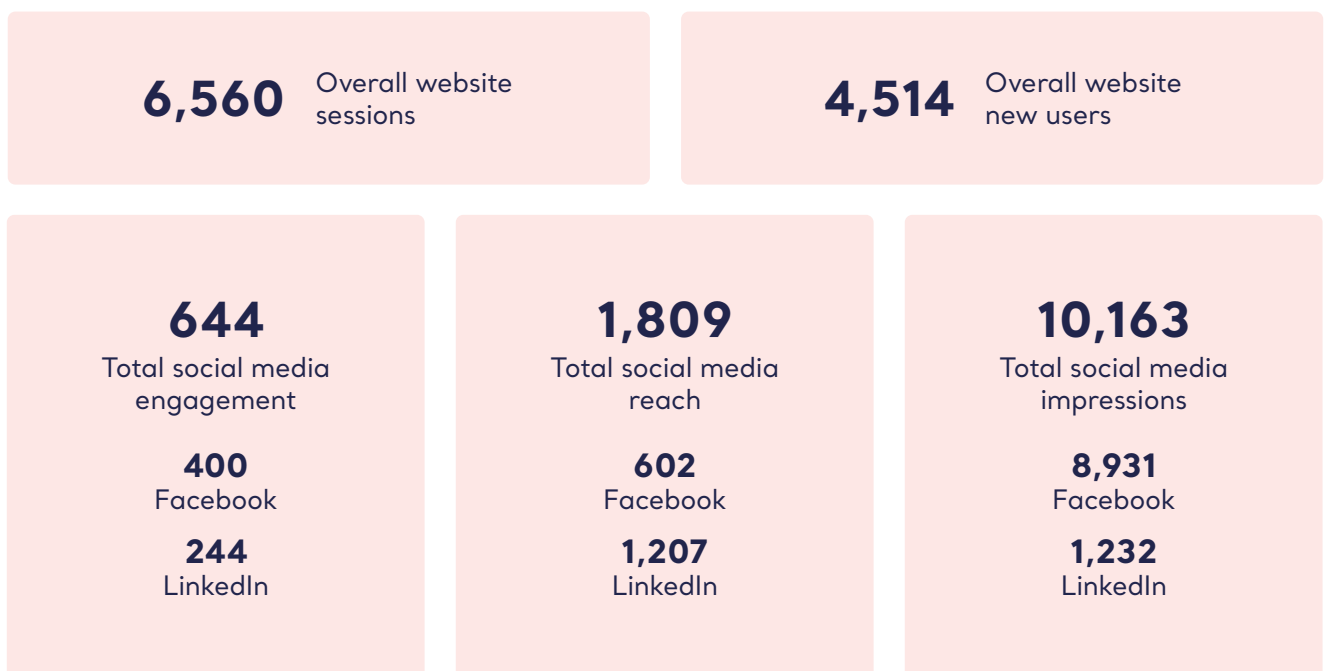 6,560
Overall website
sessions
4,514
Overall website
new users
644
Total social media
engagement
400
Facebook
244
LinkedIn
1,809
Total social media
reach
602
Facebook
1,207
LinkedIn
10,163
Total social media
impressions
8,931
Facebook
1,232
LinkedIn